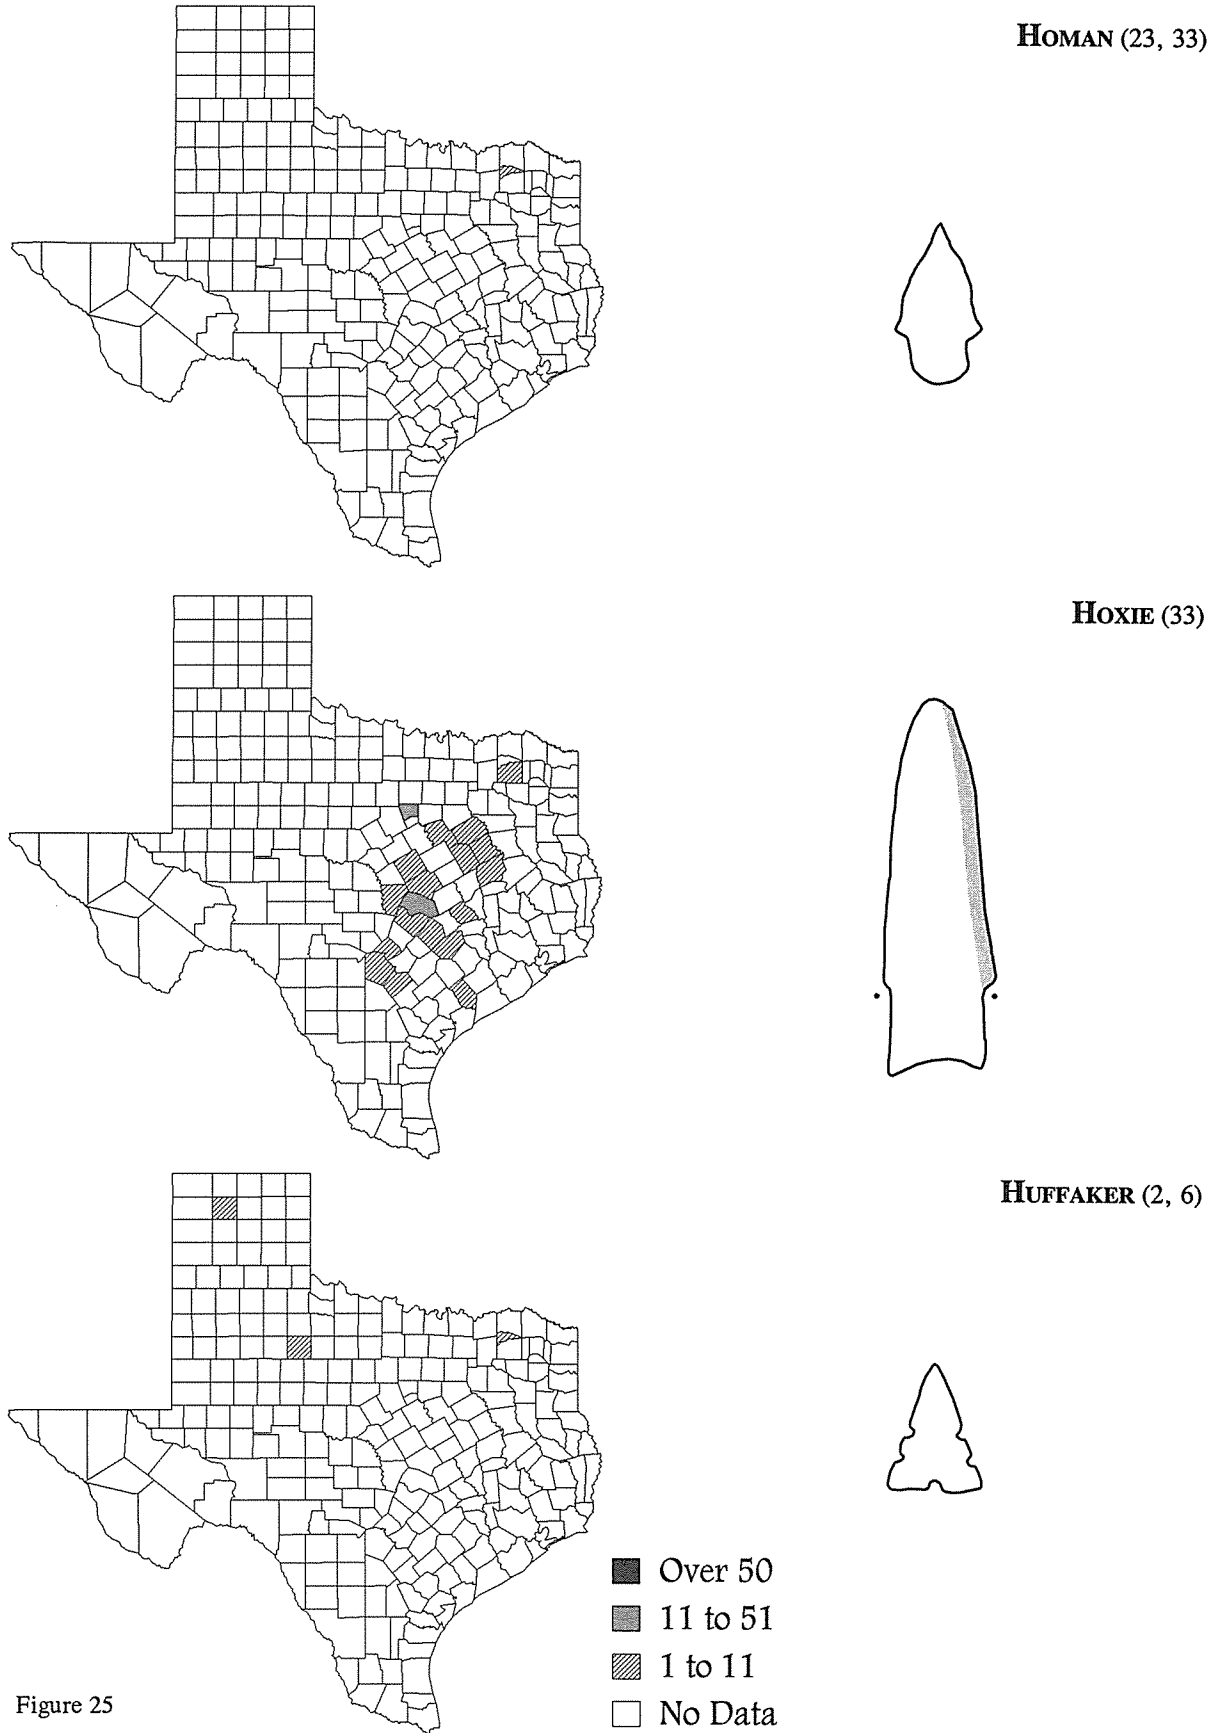 HOMAN (23, 33)
HOXIE (33)
HUFFAKER (2, 6)
Over 50
11 to 51
1 to 11
No Data
Figure 25